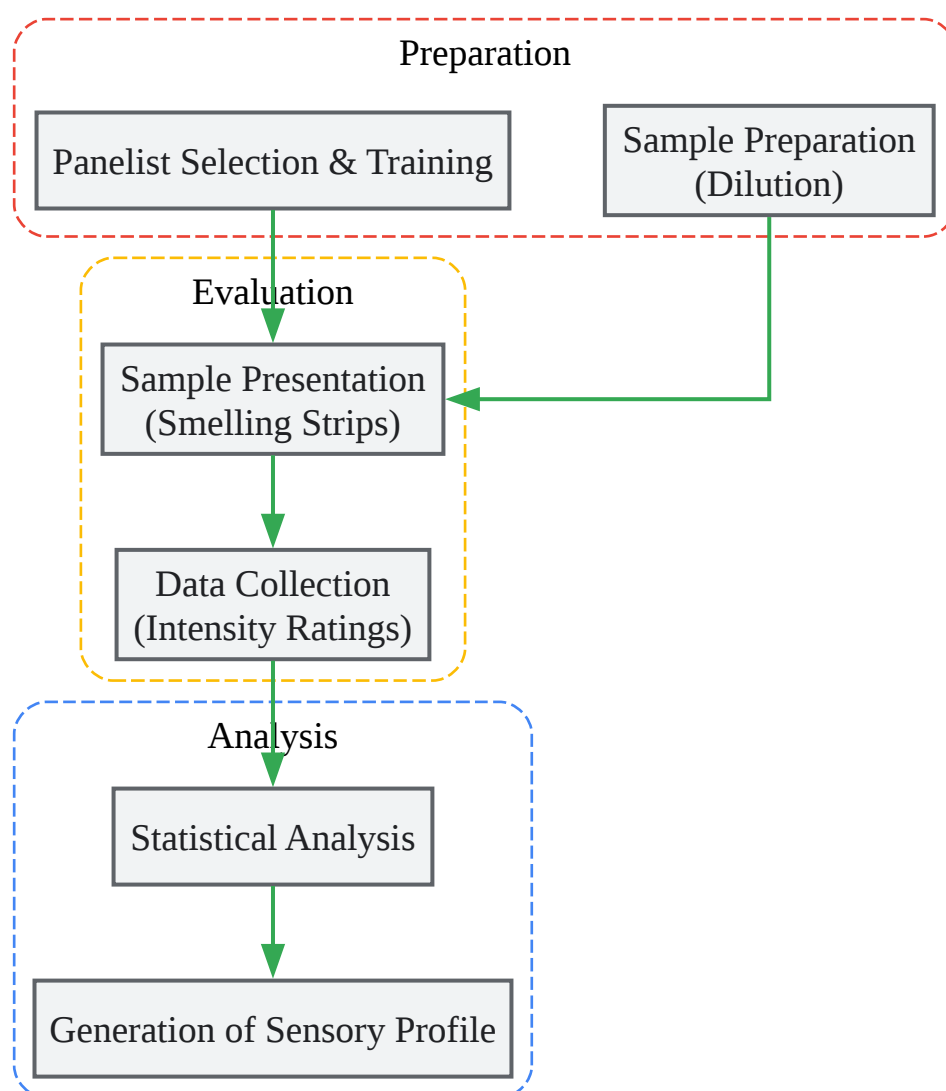 Preparation
Panelist Selection & Training
Sample Preparation
(Dilution)
Evaluation
Sample Presentation
(Smelling Strips)
Data Collection
(Intensity Ratings)
Analysis
Statistical Analysis
Generation of Sensory Profile